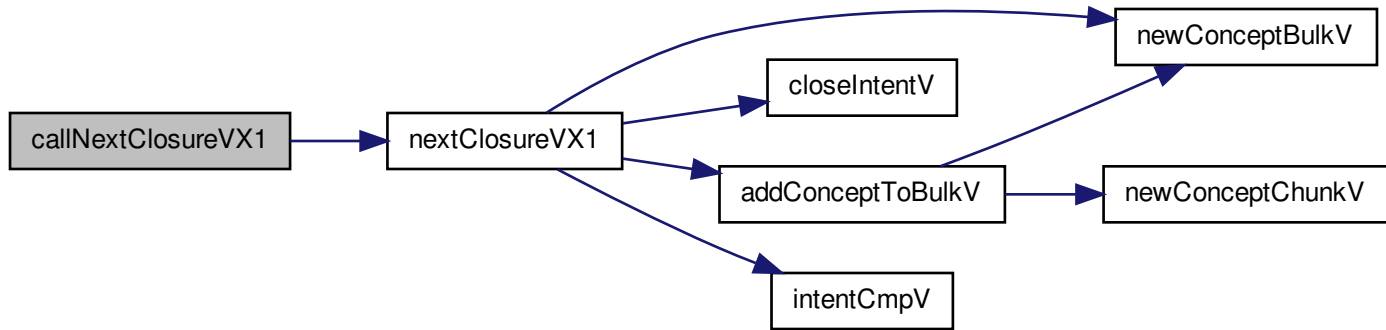 callNextClosureVX1
nextClosureVX1
newConceptBulkV
closeIntentV
addConceptToBulkV
newConceptChunkV
intentCmpV